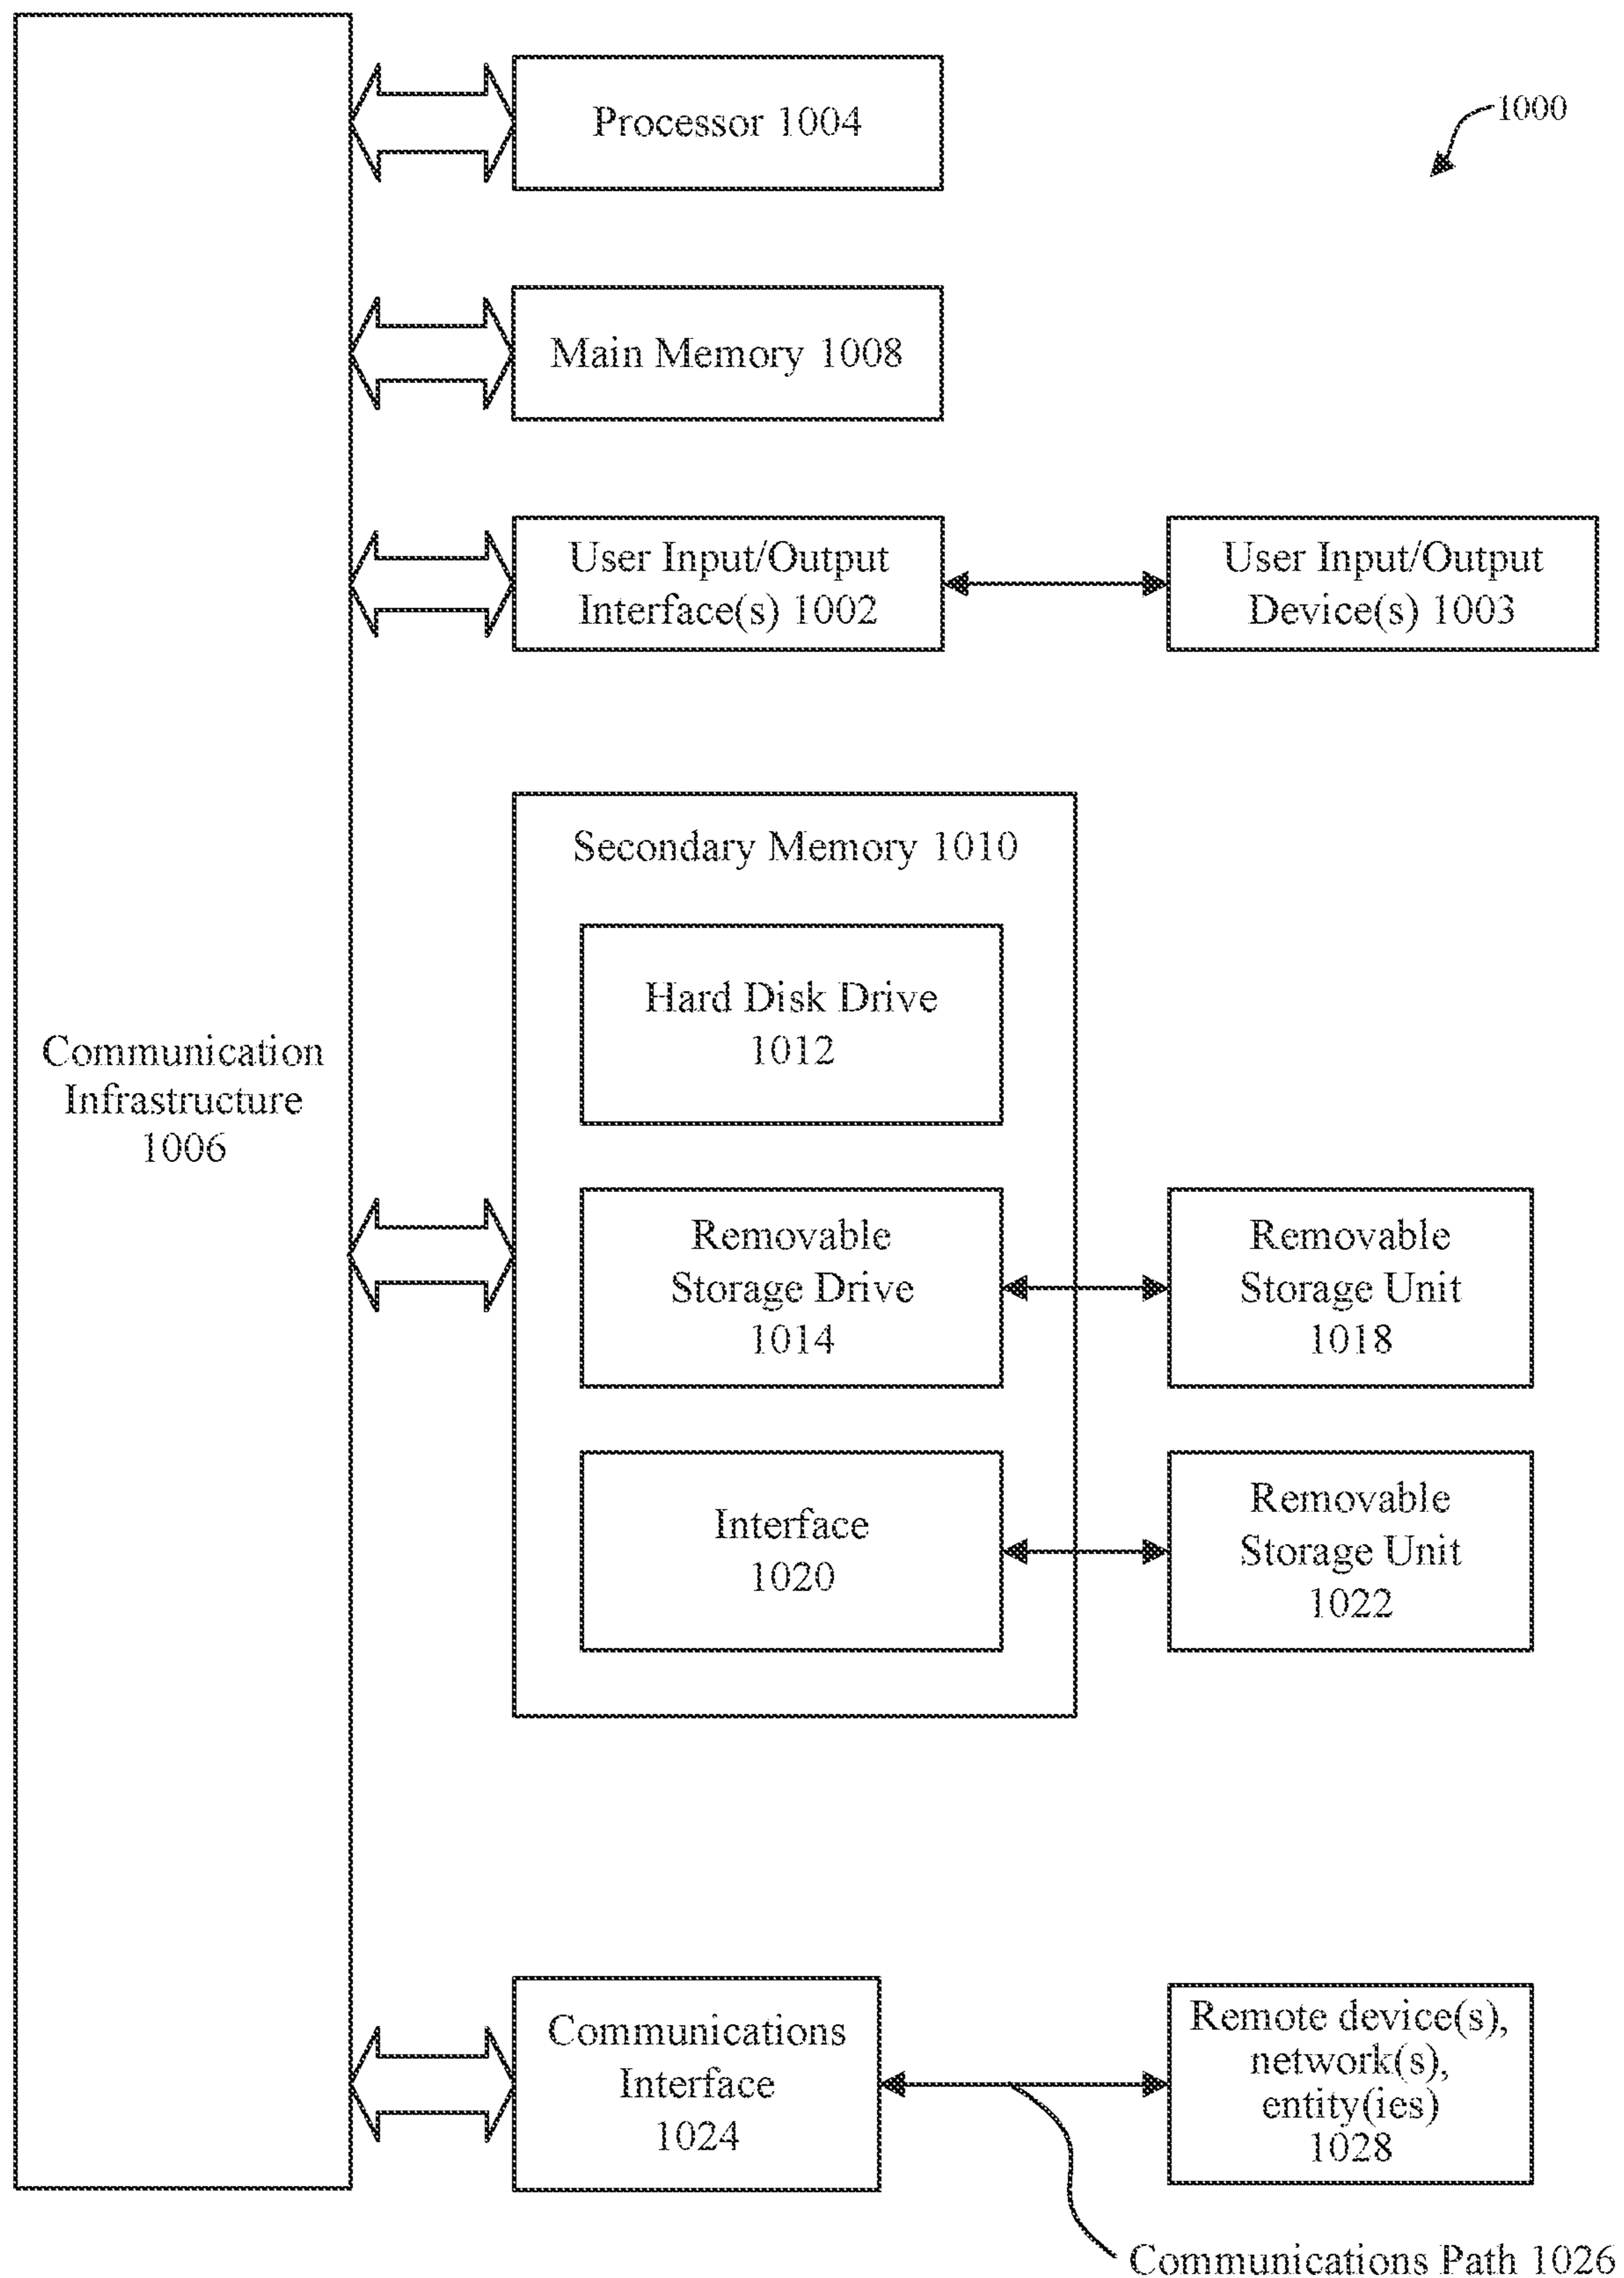 Processor 1004
1000
Main Memory 1008
User Input/Output
Interface(s) 1002
User Input/Output
Device(s) 1003
Secondary Memory 1010
Hard Disk Drive
1012
Communication
Infrastructure
1006
Removable
Storage Drive
1014
Removable
Storage Unit
1018
Interface
1020
Removable
Storage Unit
1022
Communications
Interface
1024
Remote device(s),
network(s),
entity(ies)
1028
Communications Path 1026